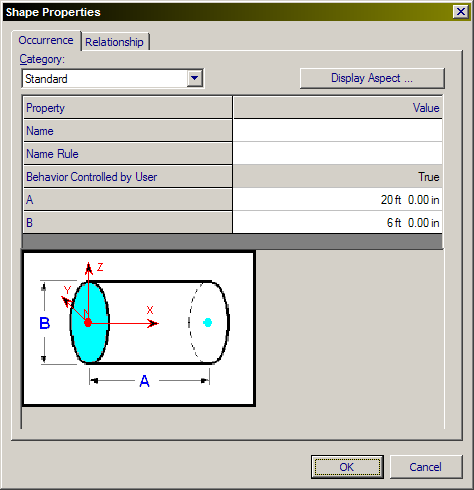 Shape Properties
Occurrence Relationship
Category:
Standard Display Aspect ...
Property Value
Name
Name Rule
Behavior Controlled by User True
A 20 ft 0.00 in
B 6 ft 0.00 in
Z
Y
X
N
B
A
OK Cancel